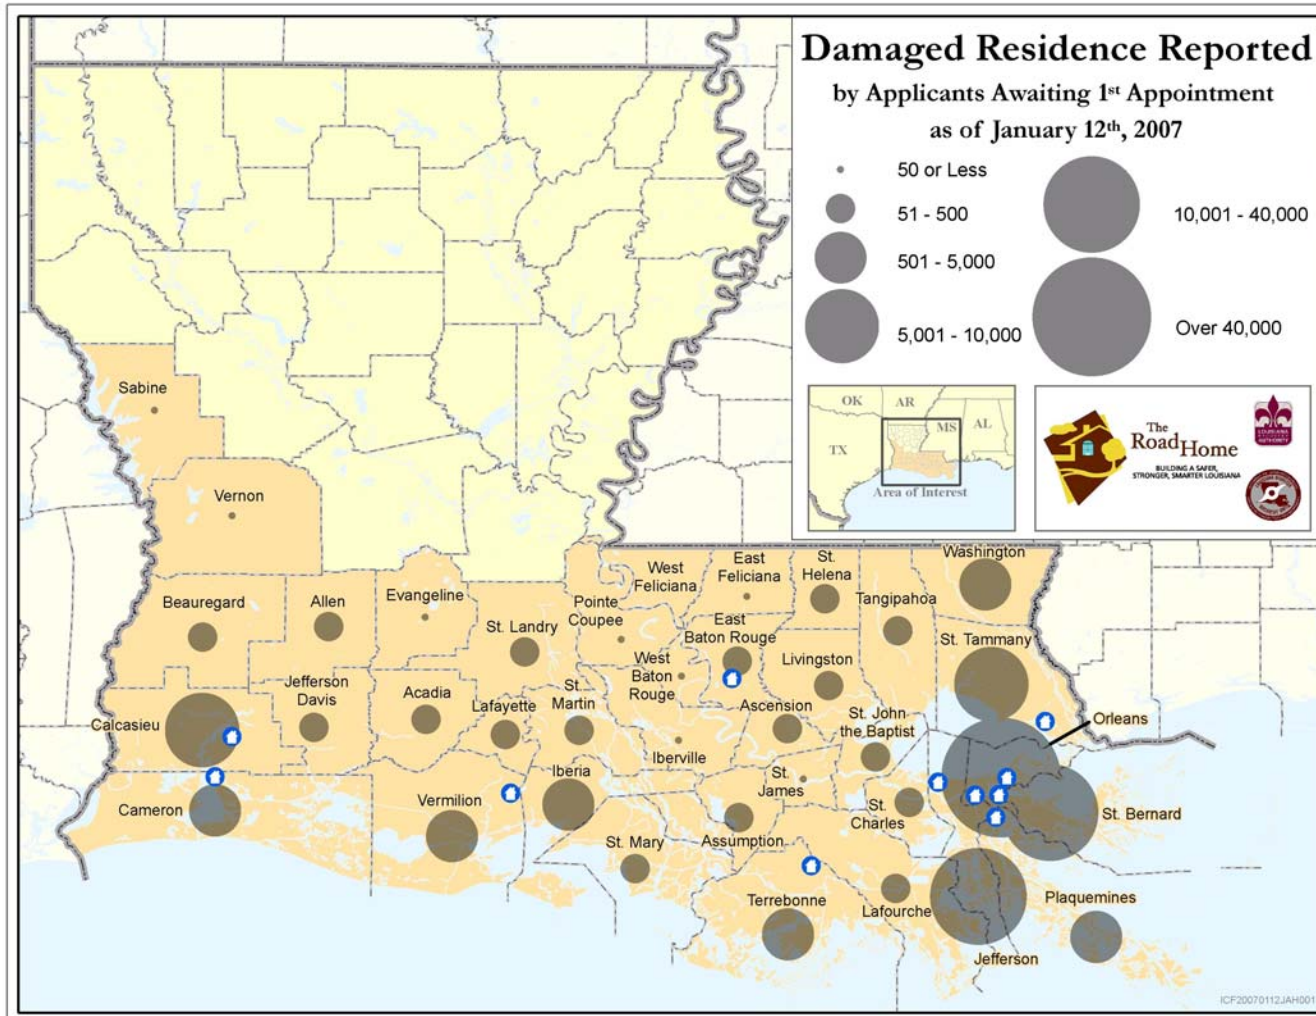 Damaged Residence Reported
by Applicants Awaiting 1st Appointment
as of January 12th, 2007
50 or Less
51 - 500
501 - 5,000
5,001 - 10,000
10,001 - 40,000
Over 40,000
OK
AR
MS
AL
TX
Area of Interest
The
Road Home
BUILDING A SAFER,
STRONGER, SMARTER LOUISIANA
LOUISIANA
AUTHORITY
Sabine
Vernon
Beauregard
Allen
Evangeline
St. Landry
Pointe
Coupee
West
Feliciana
East
Feliciana
St.
Helena
Washington
Tangipahoa
East
Baton Rouge
St. Tammany
West
Baton
Rouge
Livingston
Calcasieu
Jefferson
Davis
Acadia
Lafayette
St.
Martin
Ascension
St. John
the Baptist
Orleans
Iberville
Cameron
Vermilion
Iberia
St.
James
St.
Charles
St. Bernard
St. Mary
Assumption
Terrebonne
Lafourche
Plaquemines
Jefferson
ICF20070112JAH001